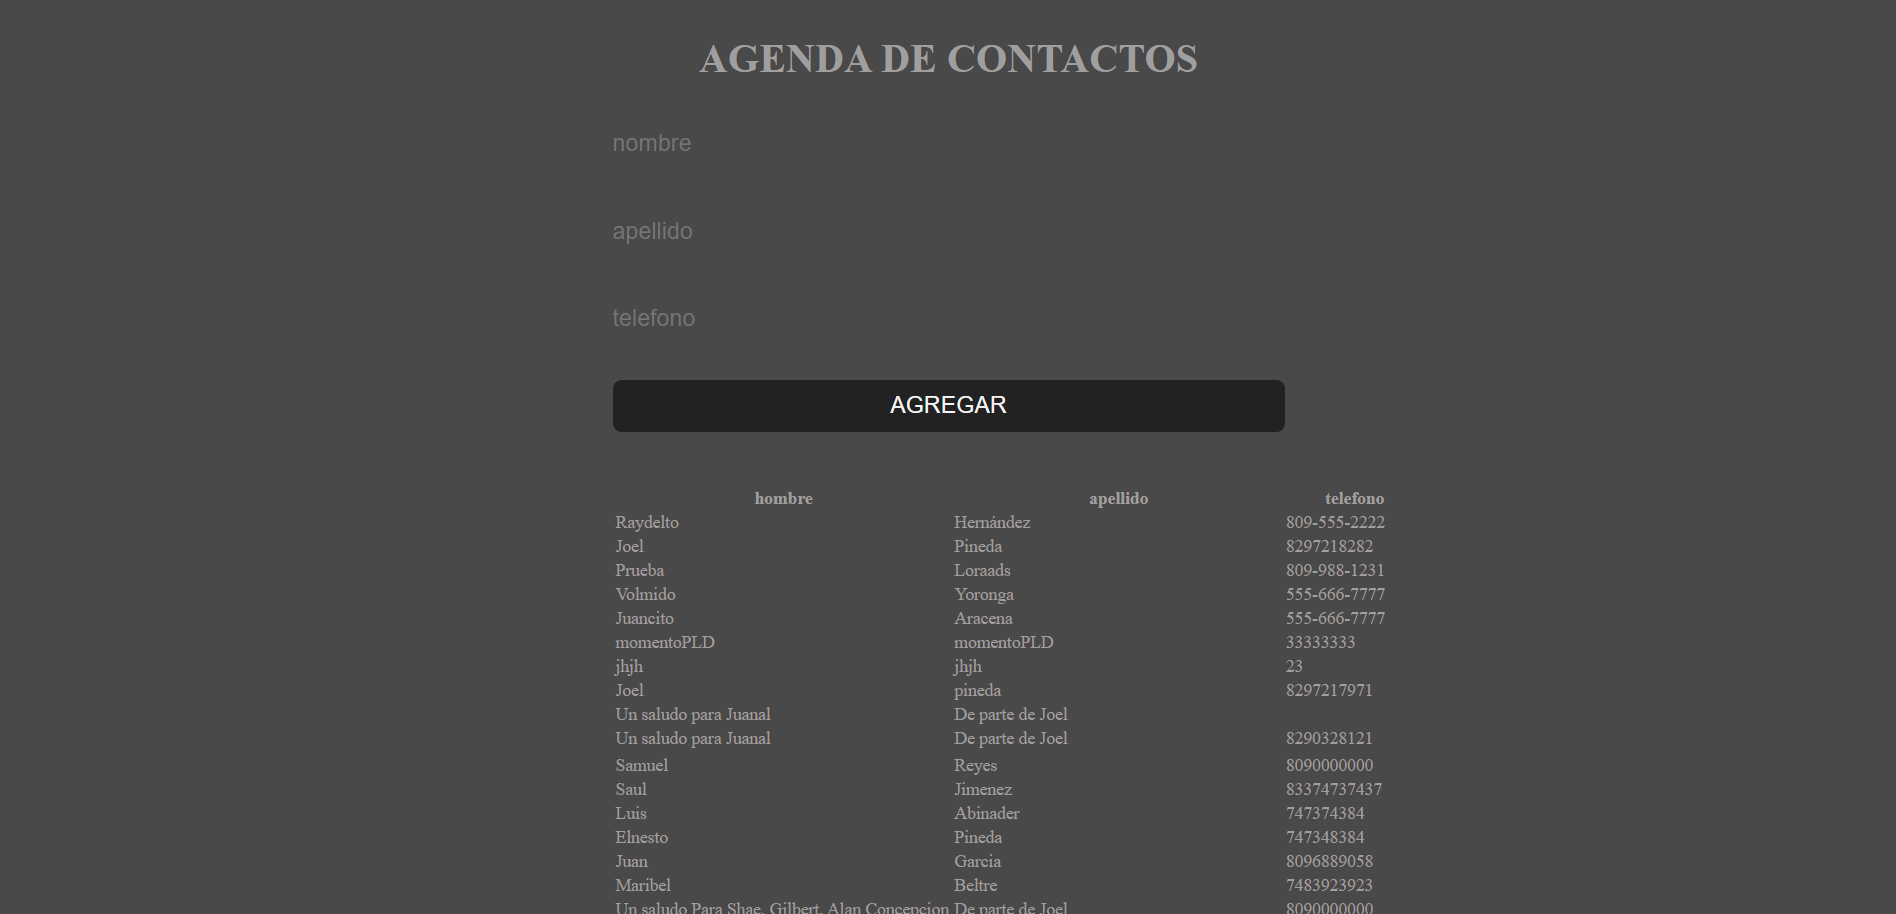 AGENDA DE CONTACTOS
nombre
apellido
telefono
AGREGAR
hombre apellido telefono
Raydelto Hernández 809-555-2222
Joel Pineda 8297218282
Prueba Loraads 809-988-1231
Volmido Yoronga 555-666-7777
Juancito Aracena 555-666-7777
momentoPLD momentoPLD 33333333
jhjh jhjh 23
Joel pineda 8297217971
Un saludo para Juanal De parte de Joel
Un saludo para Juanal De parte de Joel 8290328121
Samuel Reyes 8090000000
Saul Jimenez 83374737437
Luis Abinader 747374384
Elnesto Pineda 747348384
Juan Garcia 8096889058
Maribel Beltre 7483923923
Un saludo Para Shae, Gilbert, Alan Concepcion De parte de Joel 8090000000